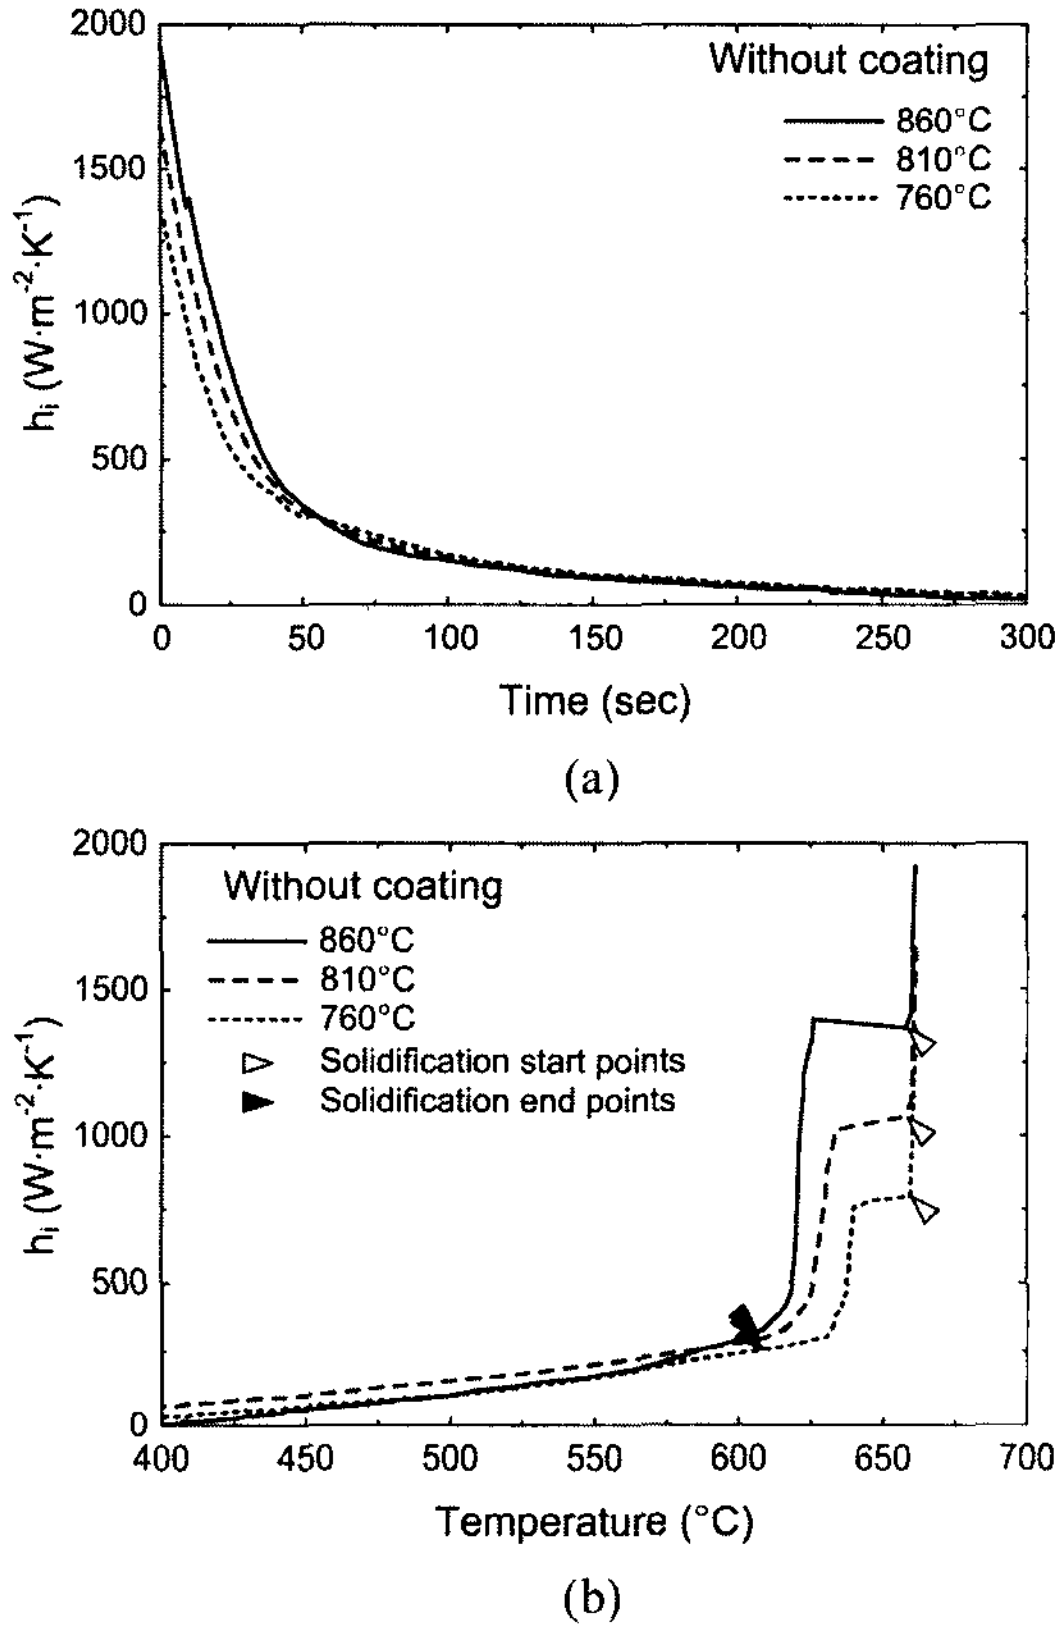 2000
1500
1000
500
0
h_i (W·m⁻²·K⁻¹)
Without coating
860°C
810°C
760°C
0 50 100 150 200 250 300
Time (sec)
(a)
2000
1500
1000
500
0
h_i (W·m⁻²·K⁻¹)
Without coating
860°C
810°C
760°C
Solidification start points
Solidification end points
400 450 500 550 600 650 700
Temperature (°C)
(b)